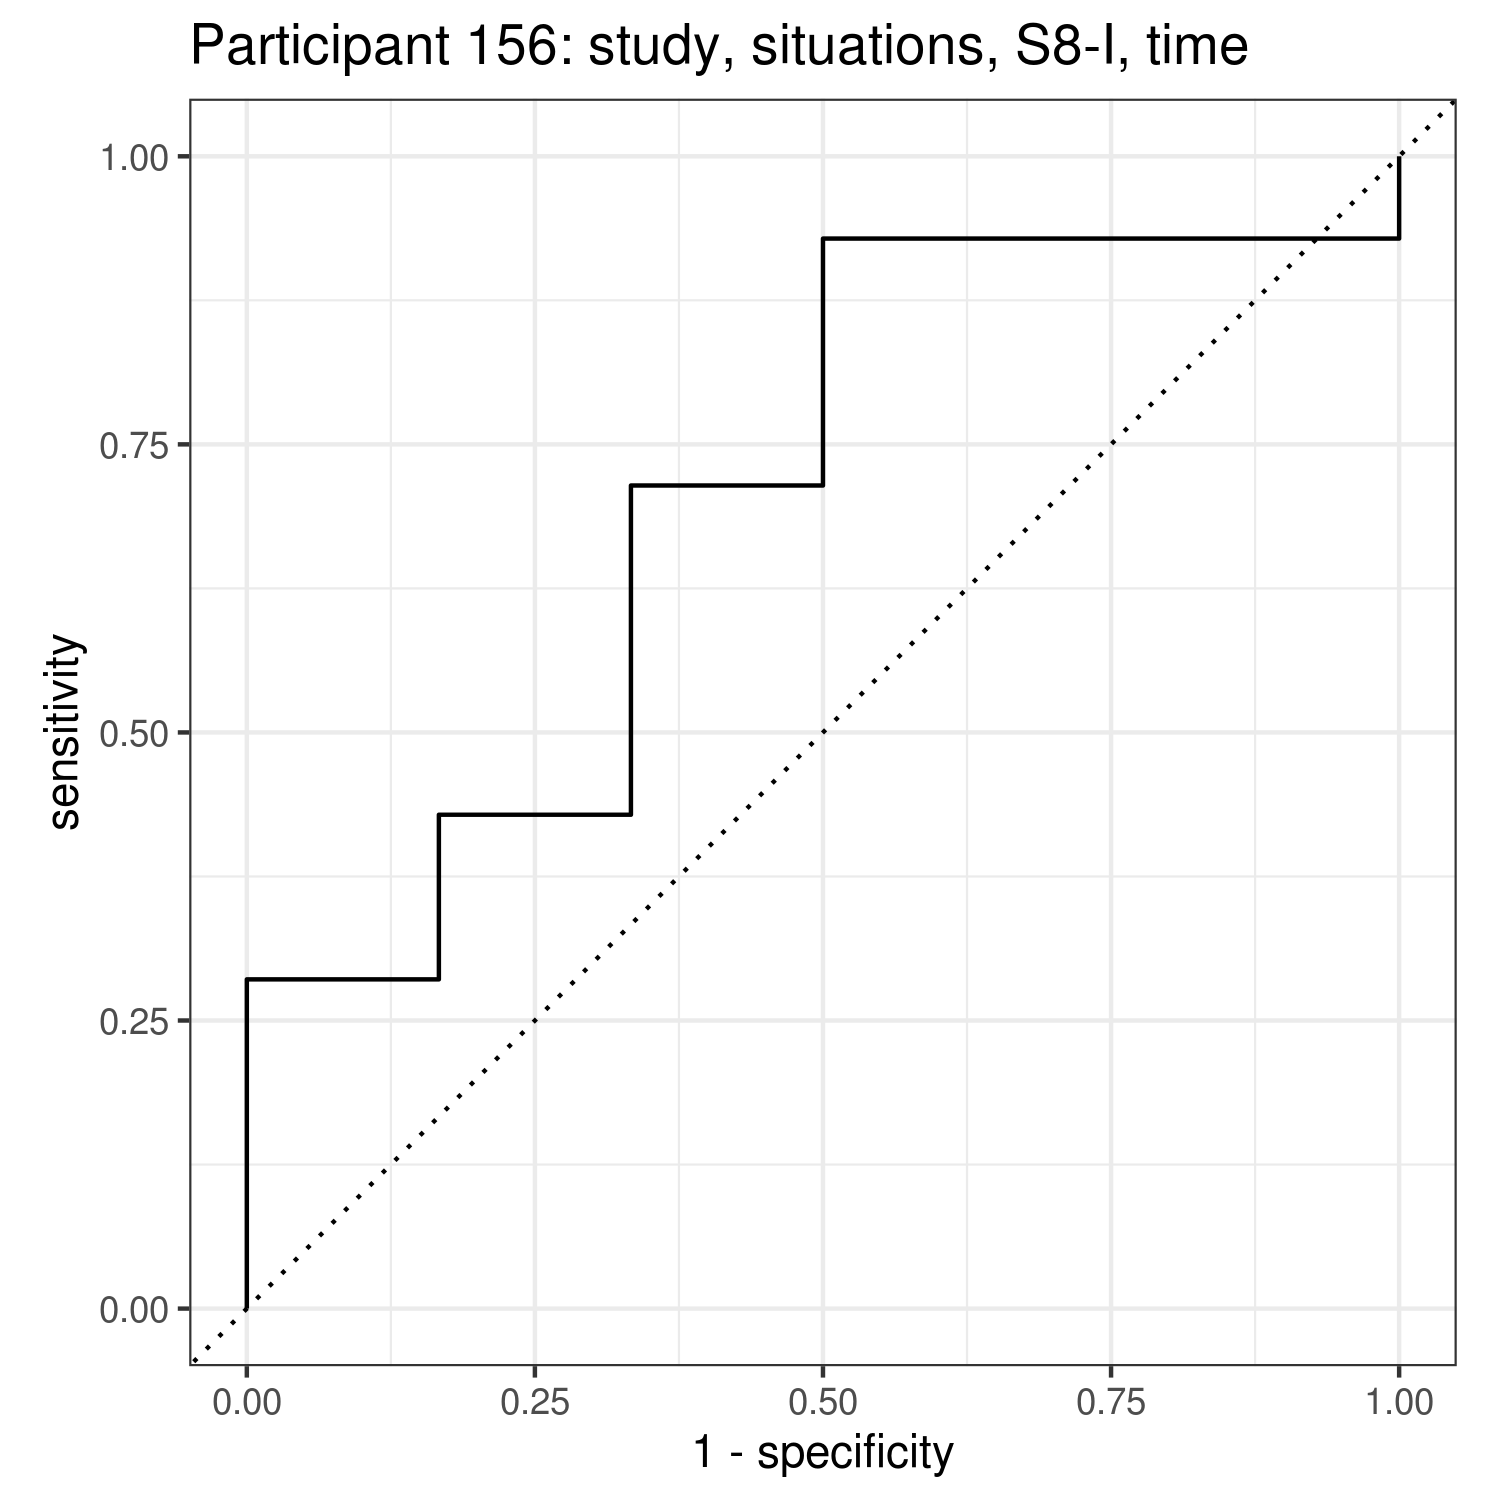 Participant 156: study, situations, S8-I, time
1.00
0.75
0.50
0.25
0.00
sensitivity
0.00 0.25 0.50 0.75 1.00
1 - specificity